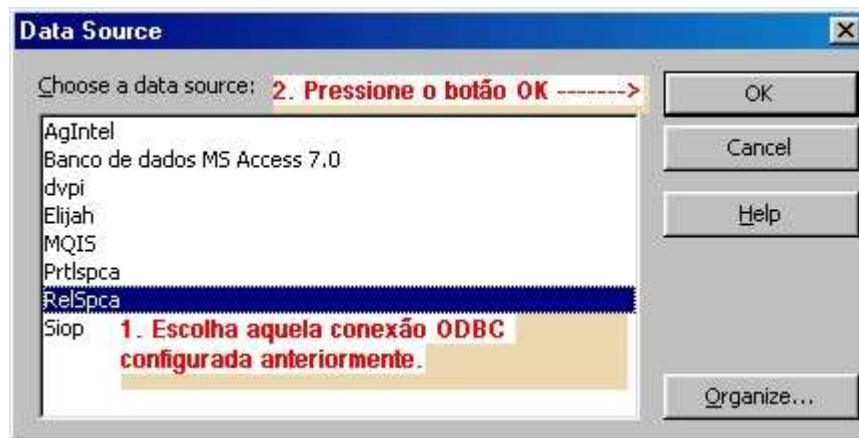 Data Source
Choose a data source:
2. Pressione o botão OK ------->
OK
AgIntel
Banco de dados MS Access 7.0
dvpi
Elijah
MQIS
Prtlspca
RelSpca
Siop
1. Escolha aquela conexão ODBC
configurada anteriormente.
Cancel
Help
Organize...